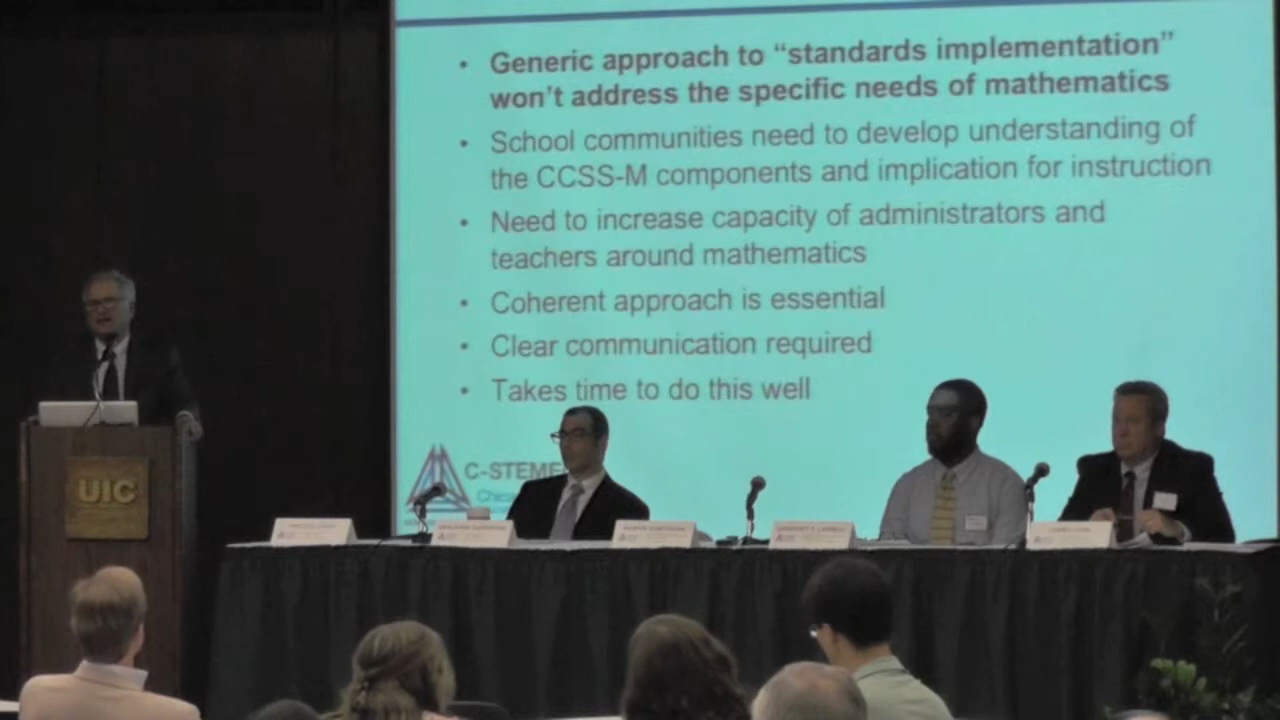 • Generic approach to “standards implementation”
won’t address the specific needs of mathematics
• School communities need to develop understanding of
the CCSS-M components and implication for instruction
• Need to increase capacity of administrators and
teachers around mathematics
• Coherent approach is essential
• Clear communication required
• Takes time to do this well
C-STEME
UIC